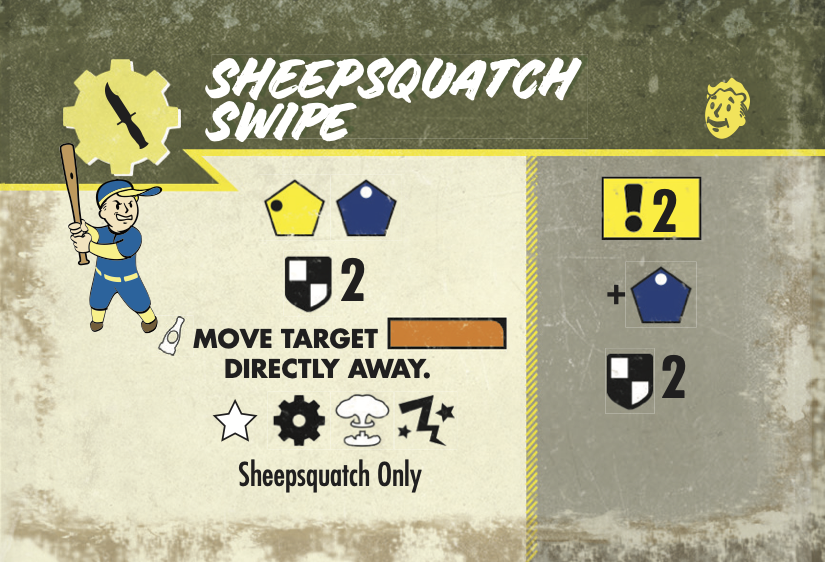 SHEEPSQUATCH
SWIPE
!2
+
2
MOVE TARGET
DIRECTLY AWAY.
2
Sheepsquatch Only